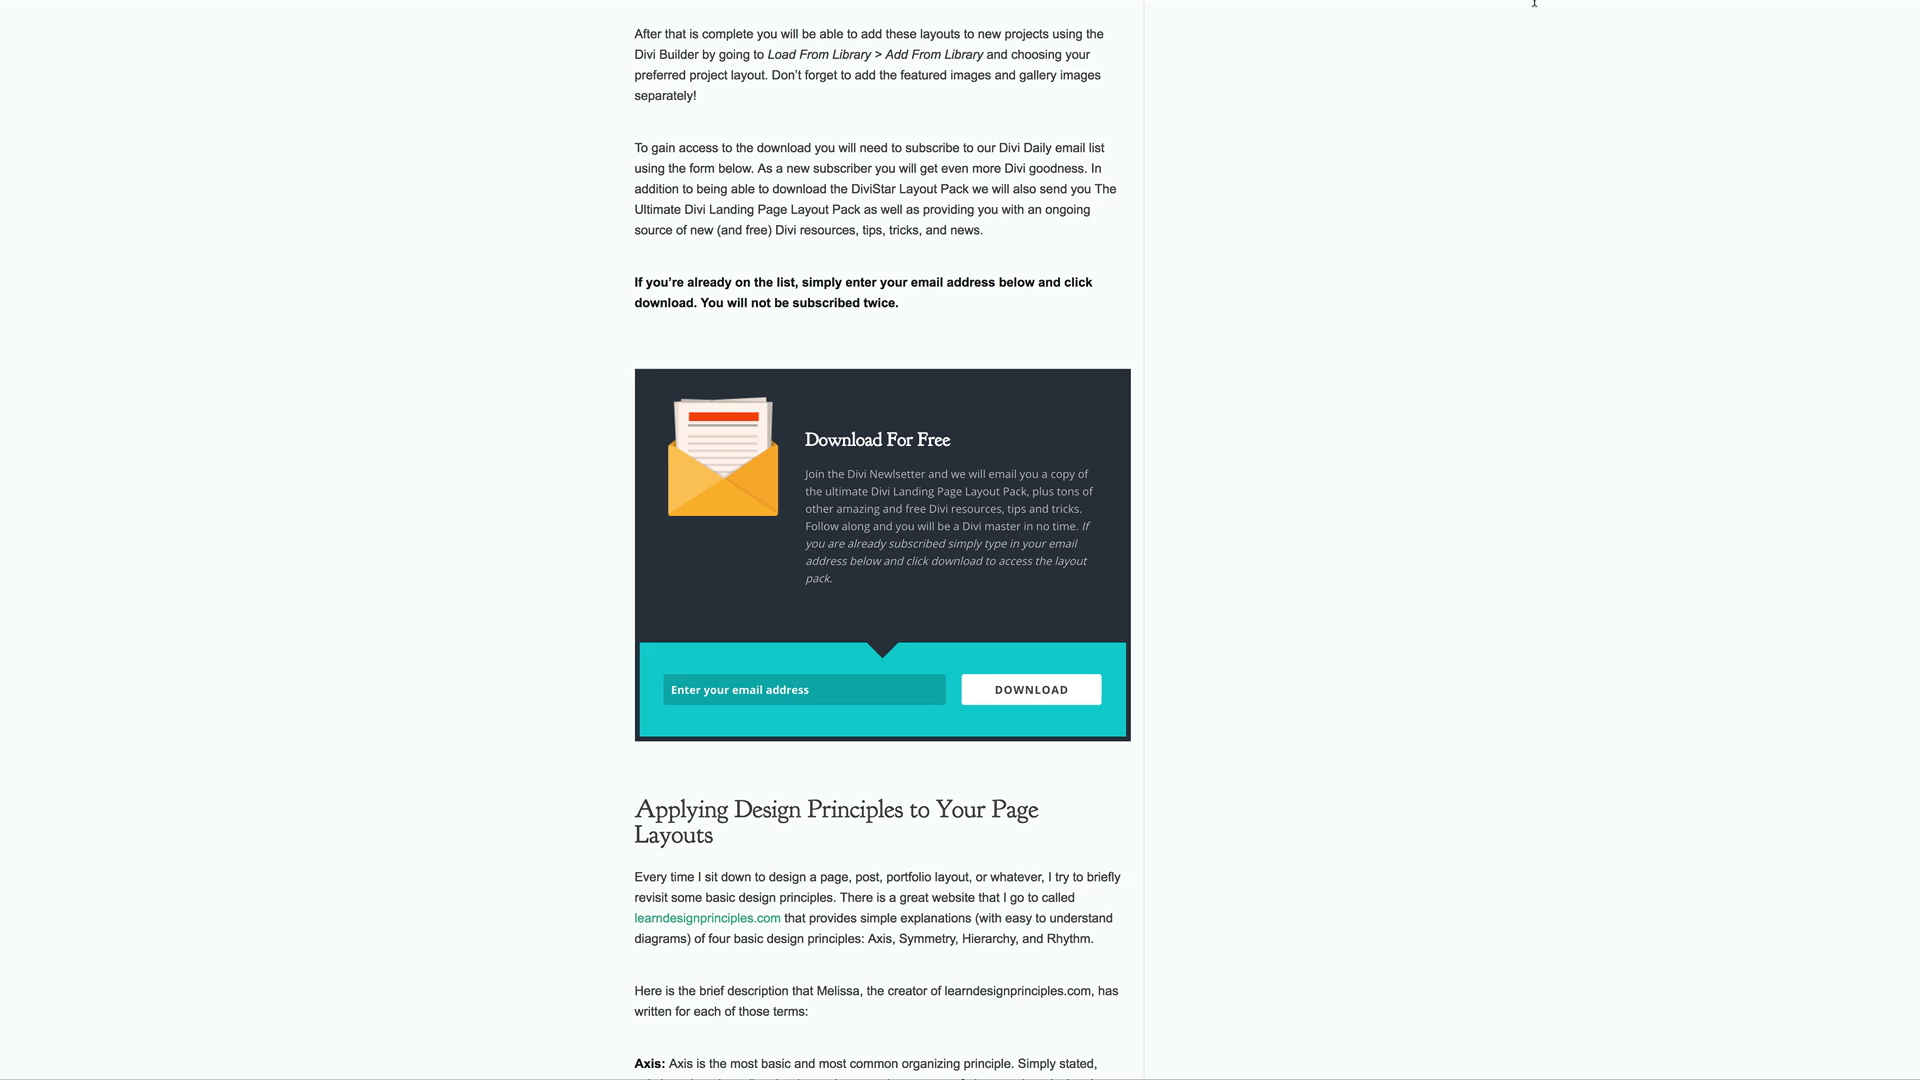 After that is complete you will be able to add these layouts to new projects using the
Divi Builder by going to Load From Library > Add From Library and choosing your
preferred project layout. Don’t forget to add the featured images and gallery images
separately!
To gain access to the download you will need to subscribe to our Divi Daily email list
using the form below. As a new subscriber you will get even more Divi goodness. In
addition to being able to download the DiviStar Layout Pack we will also send you The
Ultimate Divi Landing Page Layout Pack as well as providing you with an ongoing
source of new (and free) Divi resources, tips, tricks, and news.
If you’re already on the list, simply enter your email address below and click
download. You will not be subscribed twice.
Download For Free
Join the Divi Newlsetter and we will email you a copy of
the ultimate Divi Landing Page Layout Pack, plus tons of
other amazing and free Divi resources, tips and tricks.
Follow along and you will be a Divi master in no time. If
you are already subscribed simply type in your email
address below and click download to access the layout
pack.
Enter your email address
DOWNLOAD
Applying Design Principles to Your Page
Layouts
Every time I sit down to design a page, post, portfolio layout, or whatever, I try to briefly
revisit some basic design principles. There is a great website that I go to called
learndesignprinciples.com that provides simple explanations (with easy to understand
diagrams) of four basic design principles: Axis, Symmetry, Hierarchy, and Rhythm.
Here is the brief description that Melissa, the creator of learndesignprinciples.com, has
written for each of those terms:
Axis: Axis is the most basic and most common organizing principle. Simply stated,